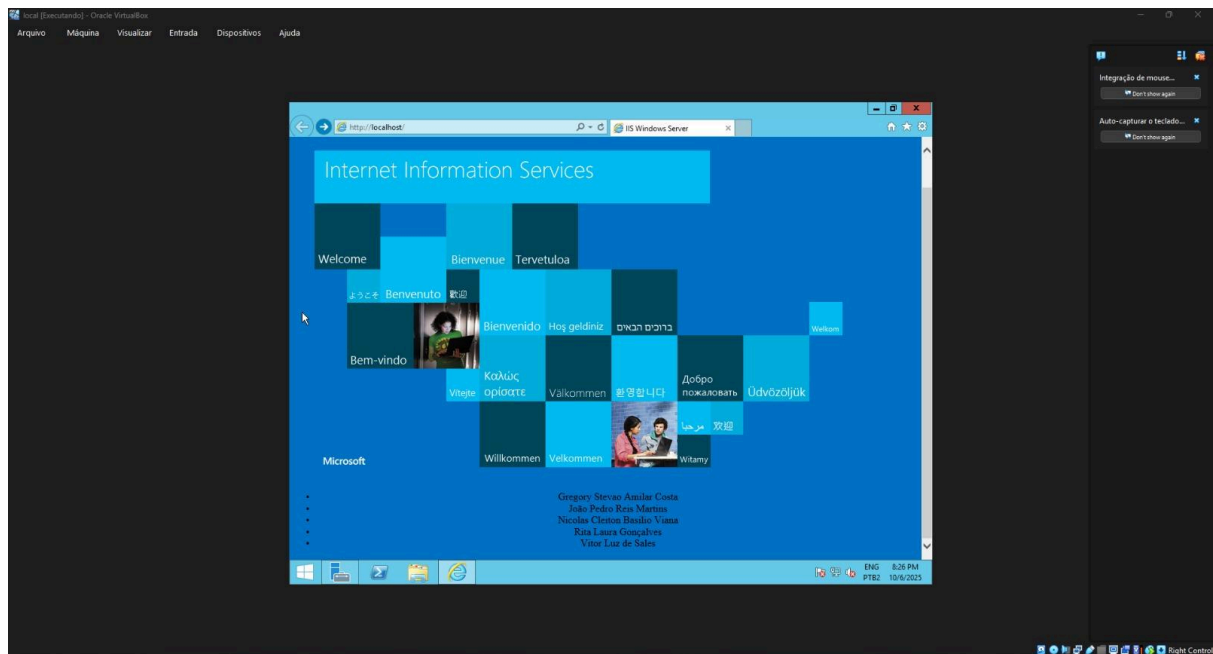 local [Executando] - Oracle VirtualBox
Arquivo Máquina Visualizar Entrada Dispositivos Ajuda
Integração de mouse...
Don't show again
Auto-capturar o teclado...
Don't show again
http://localhost/
IIS Windows Server
Internet Information Services
Welcome
Bienvenue
Tervetuloa
ようこそ
Benvenuto
歡迎
Bienvenido
Hoş geldiniz
ברוכים הבאים
Welkom
Bem-vindo
Vítejte
Καλώς
ορίσατε
Välkommen
환영합니다
Добро
пожаловать
Üdvözöljük
مرحبا
欢迎
Microsoft
Willkommen
Velkommen
Witamy
Gregory Stevao Amilar Costa
João Pedro Reis Martins
Nicolas Cleiton Basilio Viana
Rita Laura Gonçalves
Vitor Luz de Sales
ENG 8:26 PM
PTB2 10/6/2025
Right Control